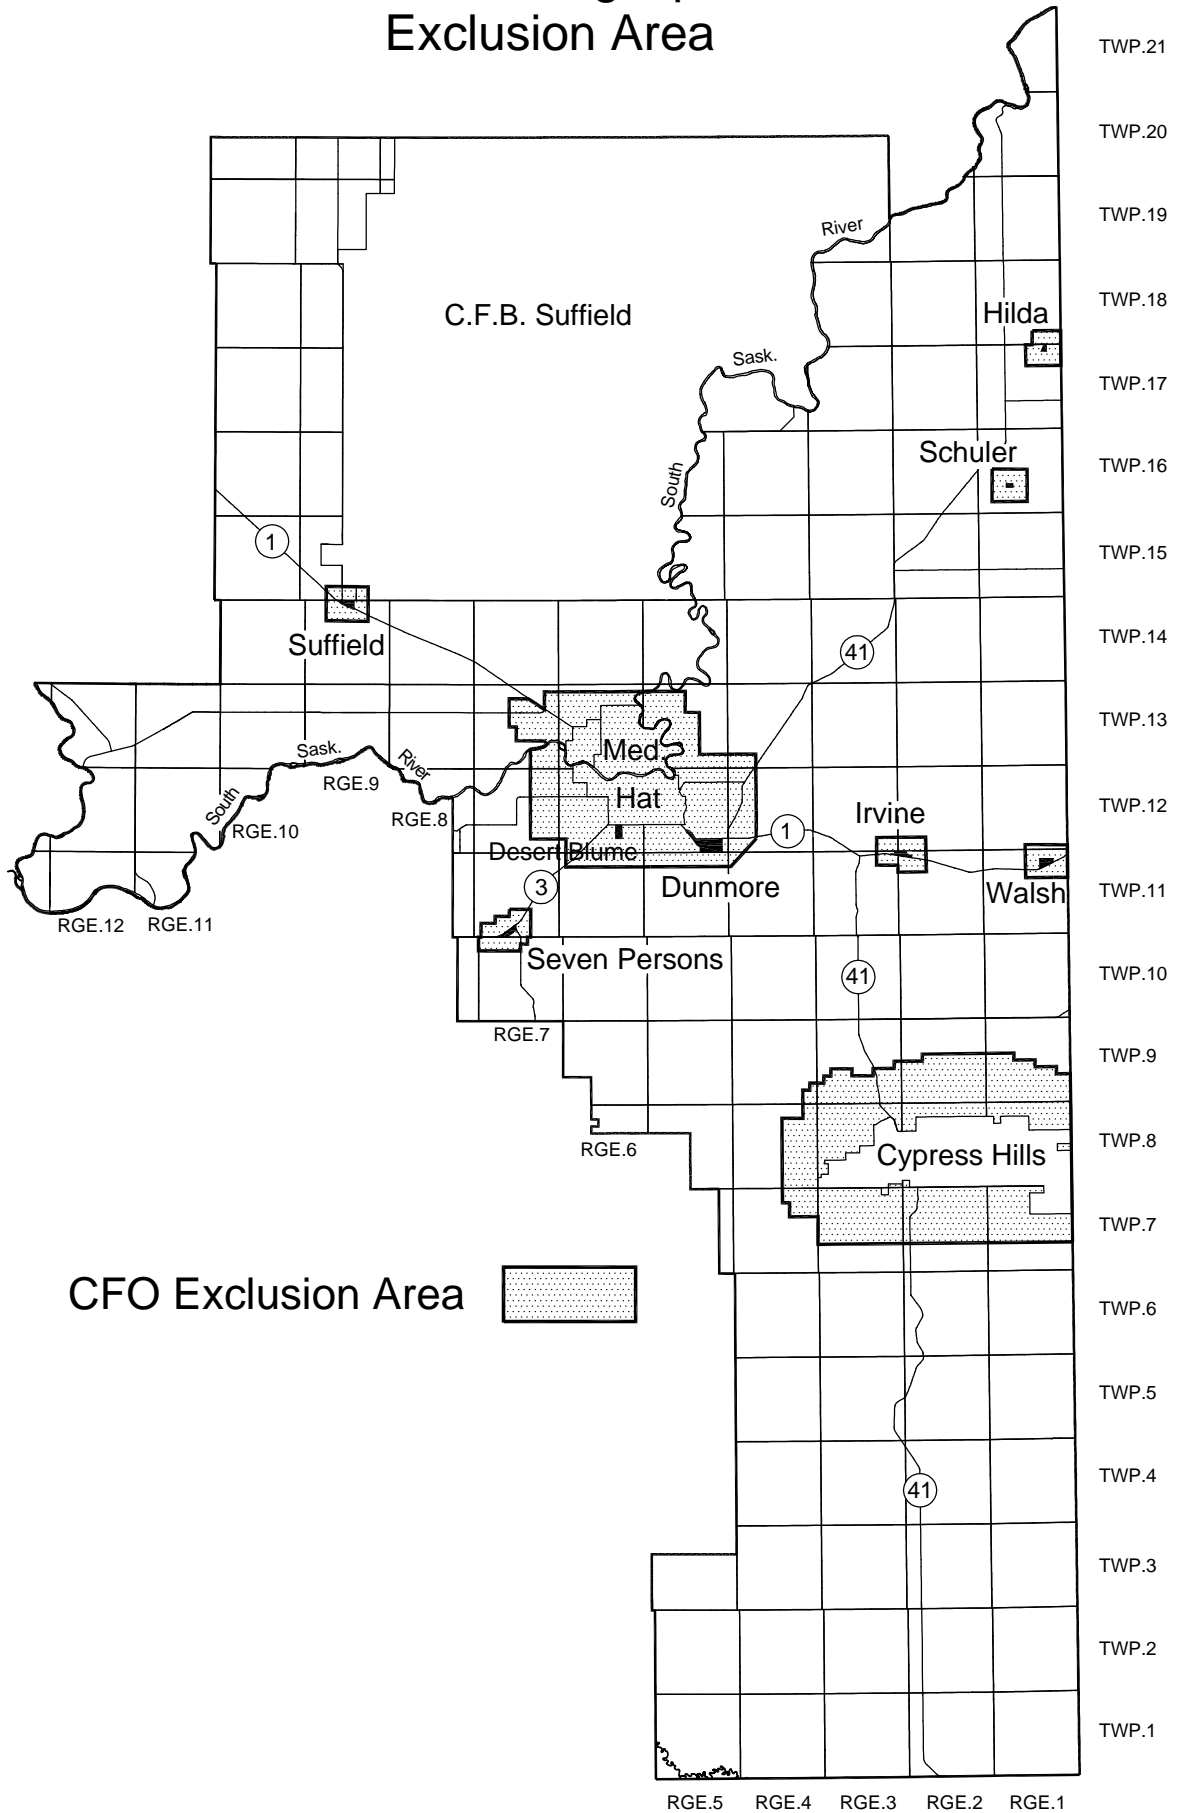 Exclusion Area
TWP.21
TWP.20
TWP.19
River
TWP.18
C.F.B. Suffield
Hilda
Sask.
TWP.17
Schuler
TWP.16
South
1
TWP.15
Suffield
TWP.14
41
TWP.13
Sask.
River
Med.
RGE.9
Hat
South
RGE.8
TWP.12
Irvine
RGE.10
1
Desert Blume
3
Dunmore
Walsh
TWP.11
RGE.12
RGE.11
Seven Persons
41
TWP.10
RGE.7
TWP.9
RGE.6
Cypress Hills
TWP.8
TWP.7
CFO Exclusion Area
TWP.6
TWP.5
TWP.4
41
TWP.3
TWP.2
TWP.1
RGE.5
RGE.4
RGE.3
RGE.2
RGE.1